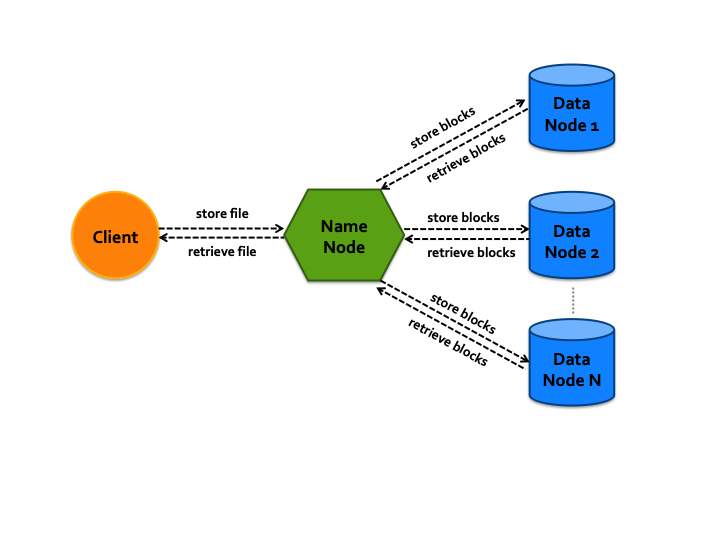 Data
Node 1
store blocks
retrieve blocks
store file
Client
retrieve file
Name
Node
store blocks
retrieve blocks
Data
Node 2
store blocks
retrieve blocks
Data
Node N